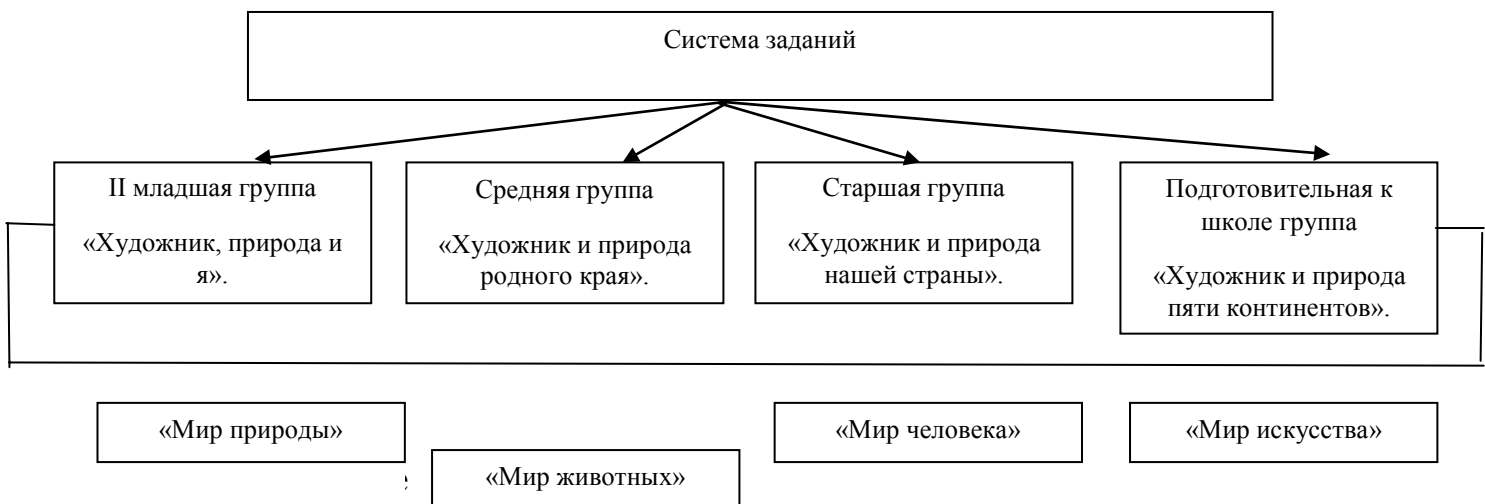 Система заданий
II младшая группа
«Художник, природа и
я».
Средняя группа
«Художник и природа
родного края».
Старшая группа
«Художник и природа
нашей страны».
Подготовительная к
школе группа
«Художник и природа
пяти континентов».
«Мир природы»
«Мир животных»
«Мир человека»
«Мир искусства»